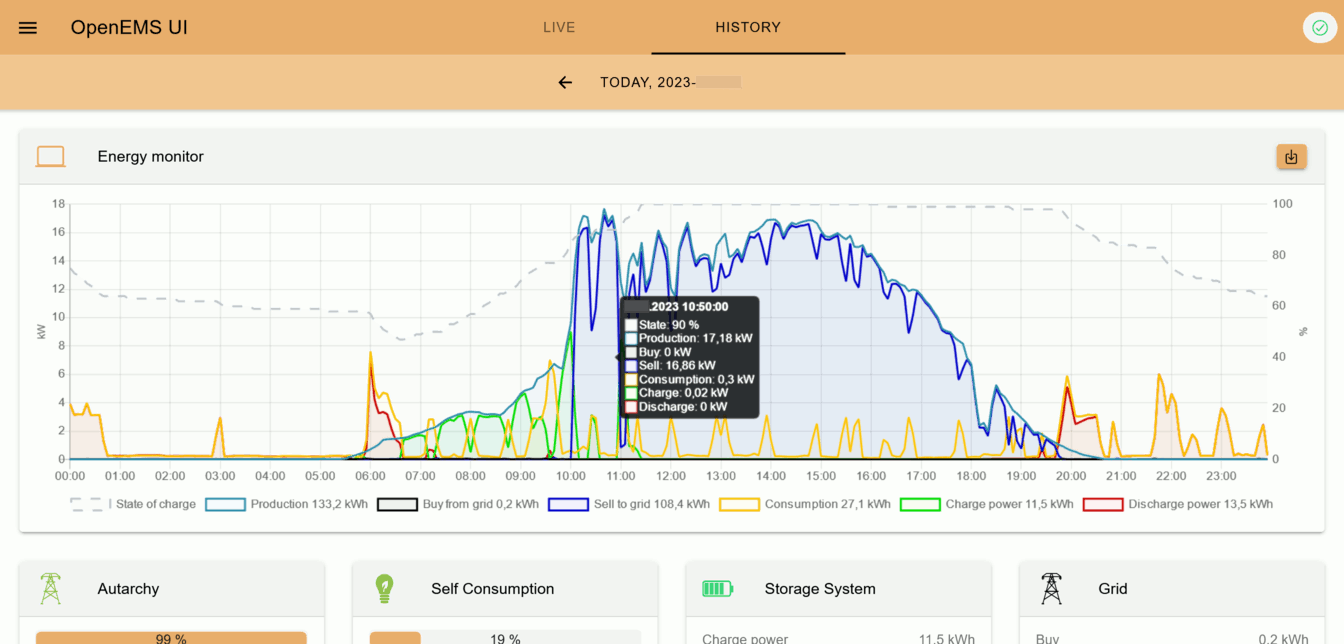 OpenEMS UI
LIVE
HISTORY
TODAY, 2023-
Energy monitor
18 100
16
14 80
12
10 60
kW %
8
40
6
4 20
2
0 0
.2023 10:50:00
State: 90 %
Production: 17,18 kW
Buy: 0 kW
Sell: 16,86 kW
Consumption: 0,3 kW
Charge: 0,02 kW
Discharge: 0 kW
00:00 01:00 02:00 03:00 04:00 05:00 06:00 07:00 08:00 09:00 10:00 11:00 12:00 13:00 14:00 15:00 16:00 17:00 18:00 19:00 20:00 21:00 22:00 23:00
State of charge Production 133,2 kWh Buy from grid 0,2 kWh Sell to grid 108,4 kWh Consumption 27,1 kWh Charge power 11,5 kWh Discharge power 13,5 kWh
Autarchy
99 %
Self Consumption
19 %
Storage System
Charge power 11,5 kWh
Grid
Buy 0,2 kWh